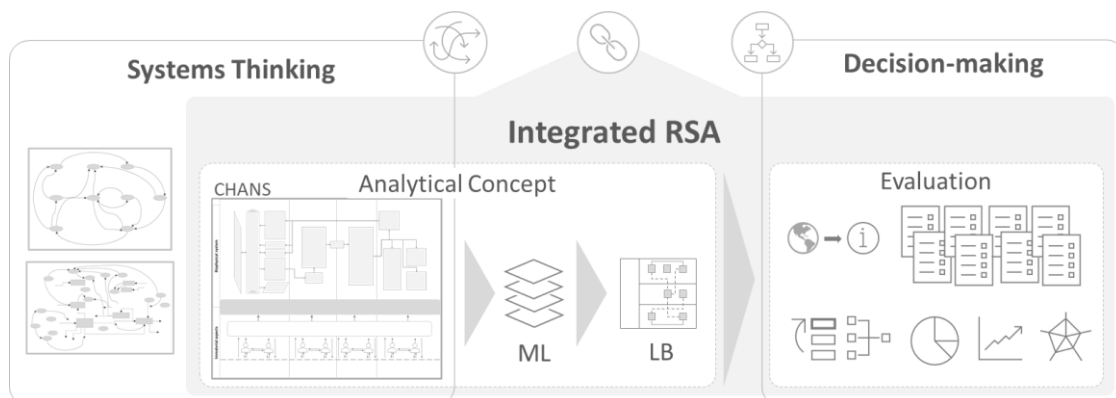 Systems Thinking
Decision-making
Integrated RSA
CHANS
Analytical Concept
Evaluation
ML
LB